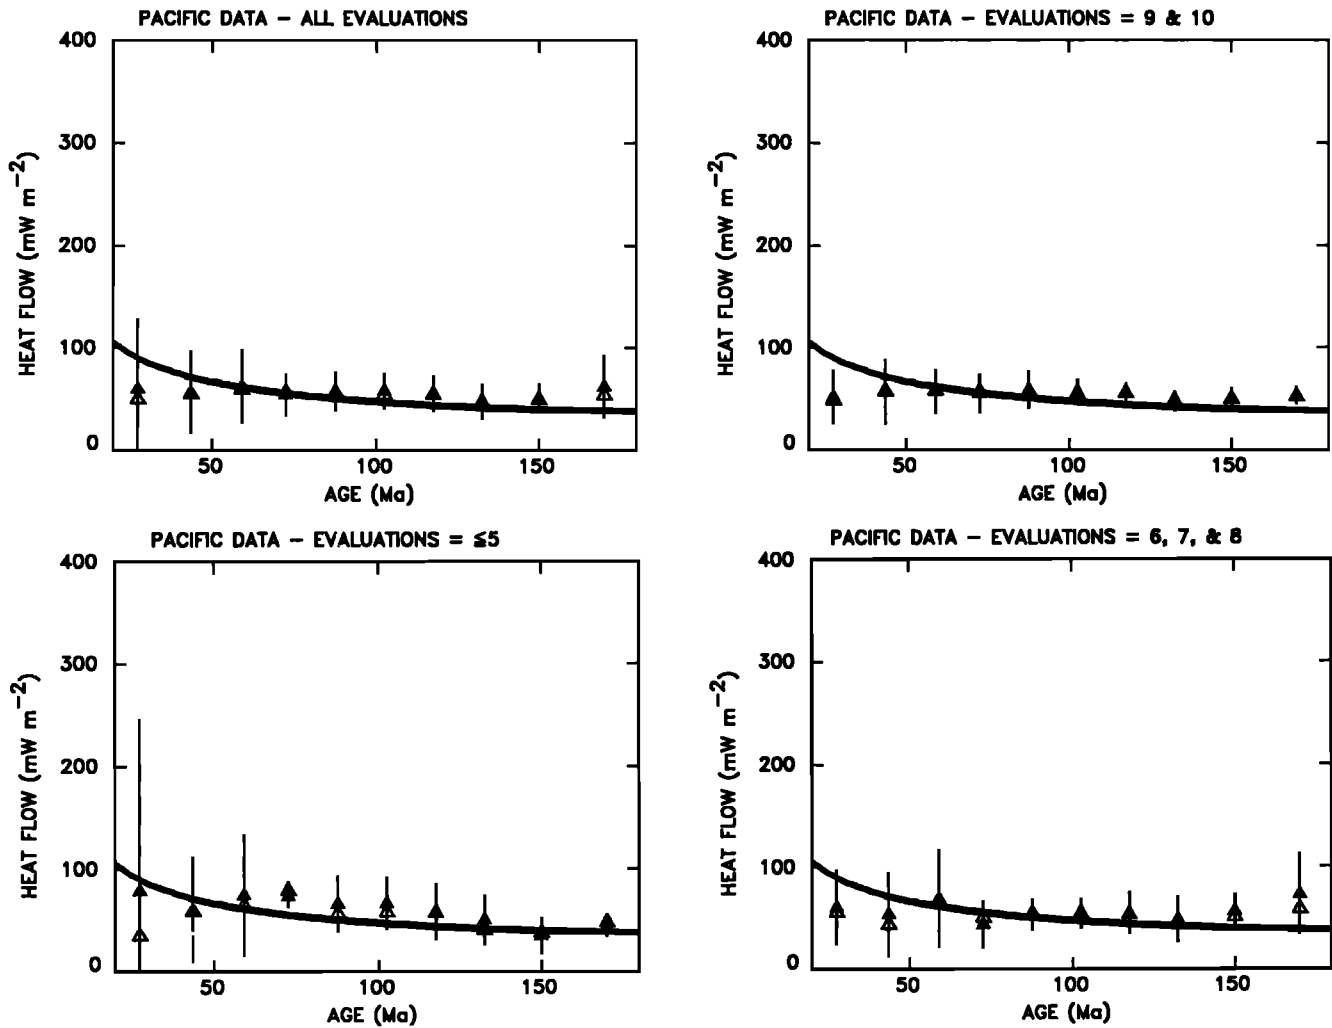 PACIFIC DATA - ALL EVALUATIONS
400
300
200
100
0
HEAT FLOW (mW m-2)
50
100
150
AGE (Ma)
PACIFIC DATA - EVALUATIONS = 9 & 10
400
300
200
100
0
HEAT FLOW (mW m-2)
50
100
150
AGE (Ma)
PACIFIC DATA - EVALUATIONS = ≤5
400
300
200
100
0
HEAT FLOW (mW m-2)
50
100
150
AGE (Ma)
PACIFIC DATA - EVALUATIONS = 6, 7, & 8
400
300
200
100
0
HEAT FLOW (mW m-2)
50
100
150
AGE (Ma)